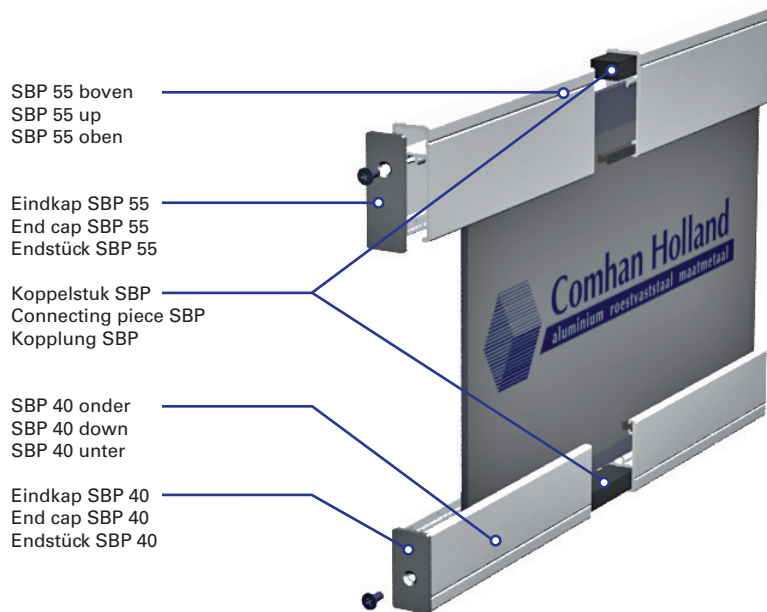 SBP 55 boven
SBP 55 up
SBP 55 oben
Eindkap SBP 55
End cap SBP 55
Endstück SBP 55
Koppelstuk SBP
Connecting piece SBP
Kopplung SBP
SBP 40 onder
SBP 40 down
SBP 40 unter
Eindkap SBP 40
End cap SBP 40
Endstück SBP 40
Comhan Holland
aluminium roestvaststaal maatmetaal